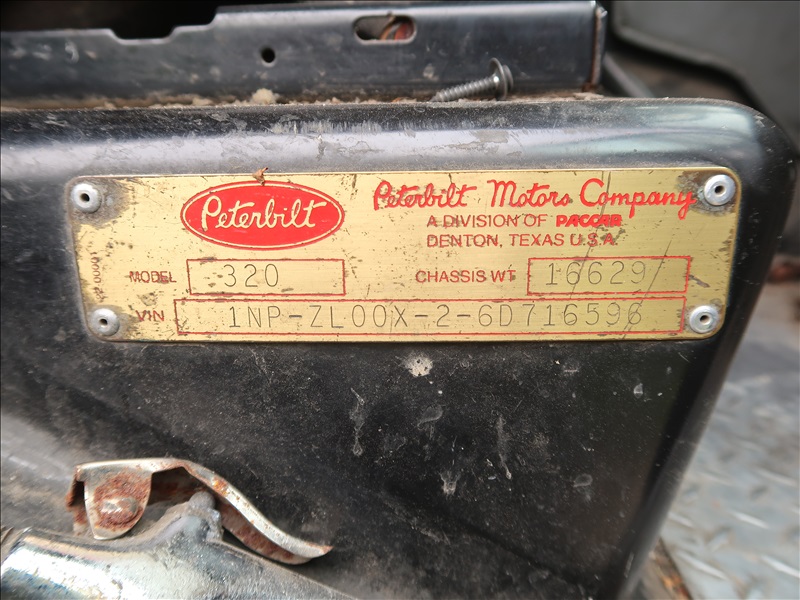 Peterbilt
Peterbilt Motors Company
A DIVISION OF PACCAR
DENTON, TEXAS U.S.A.
MODEL 320 CHASSIS WT 16629
VIN 1NP-ZL00X-2-6D716596